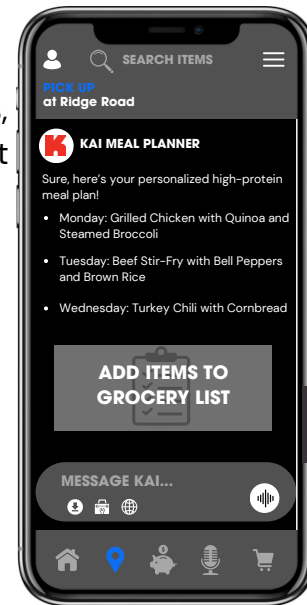 SEARCH ITEMS
PICK UP
at Ridge Road
,
t
K
KAI MEAL PLANNER
Sure, here's your personalized high-protein
meal plan!
• Monday: Grilled Chicken with Quinoa and
Steamed Broccoli
• Tuesday: Beef Stir-Fry with Bell Peppers
and Brown Rice
• Wednesday: Turkey Chili with Cornbread
ADD ITEMS TO
GROCERY LIST
MESSAGE KAI...